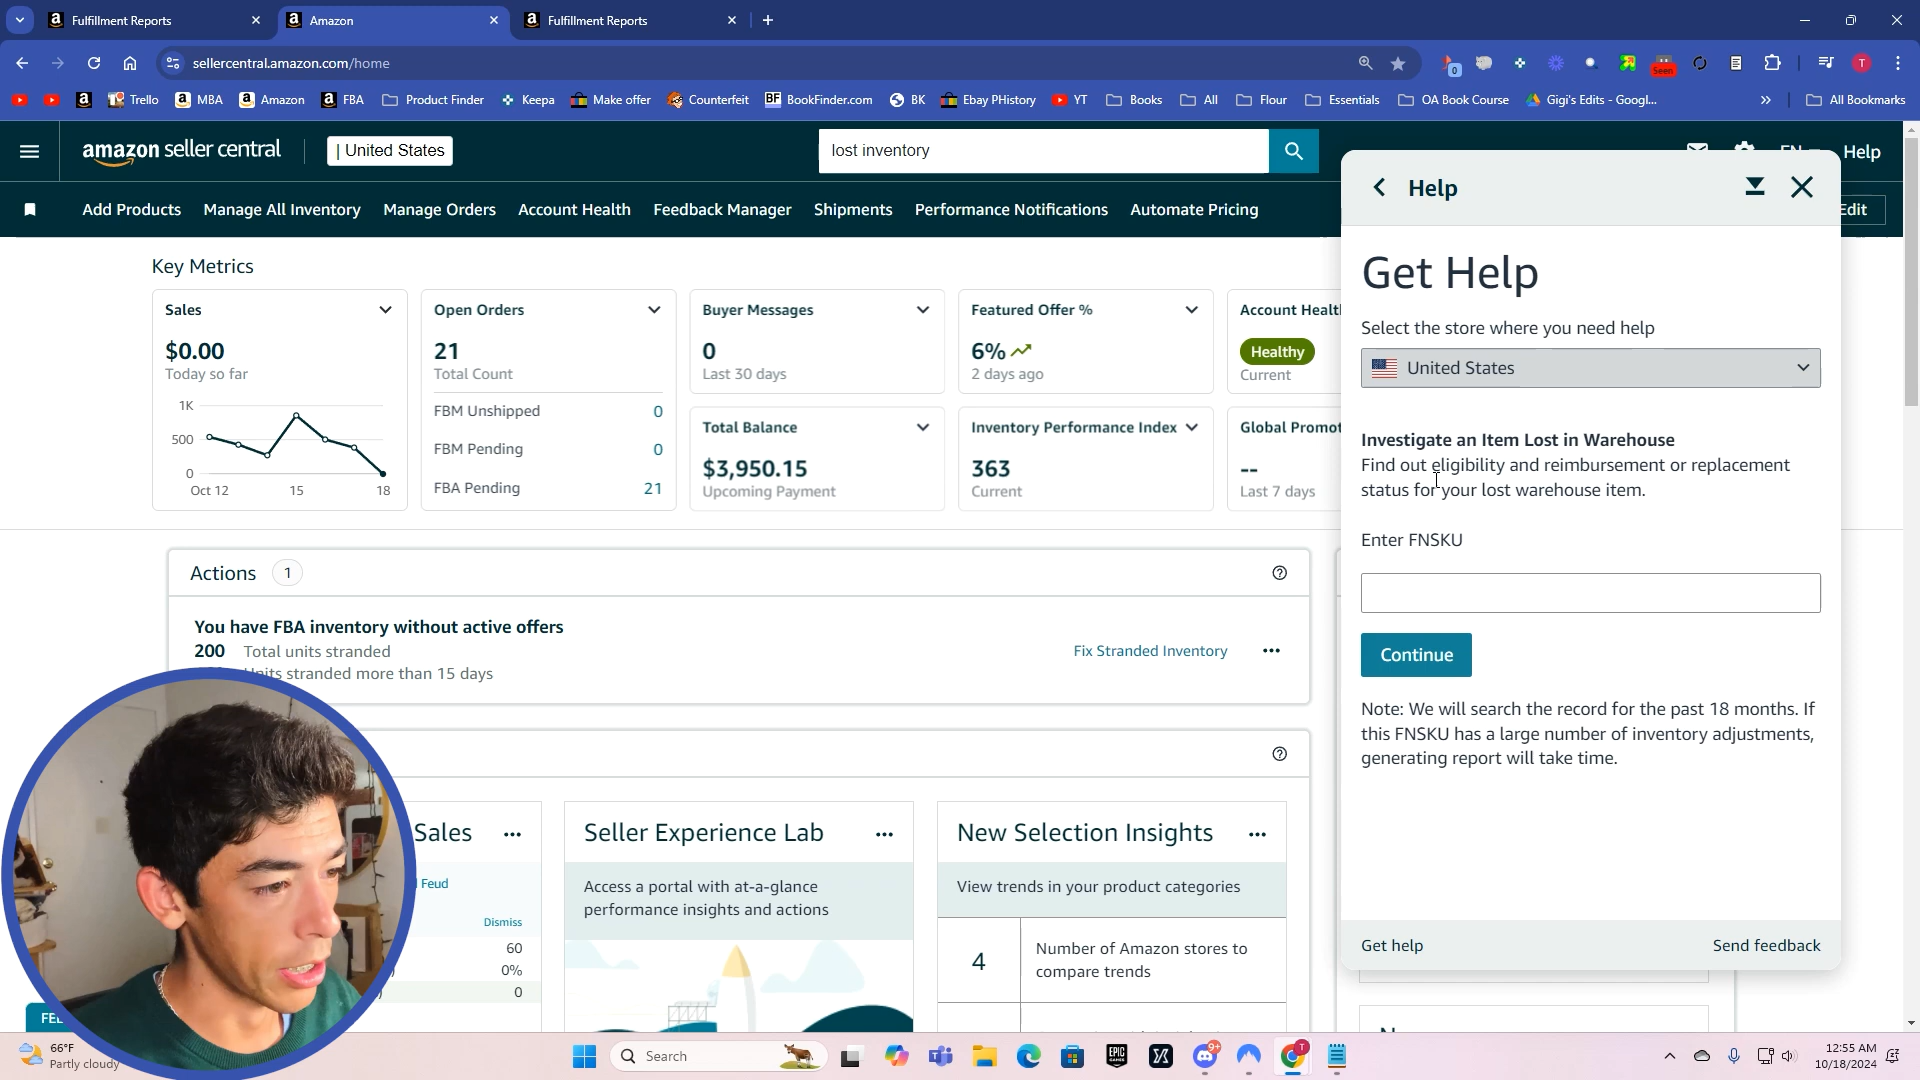 Fulfillment Reports
Amazon
Fulfillment Reports
sellercentral.amazon.com/home
0
Seen
T
Trello
MBA
Amazon
FBA
Product Finder
Keepa
Make offer
Counterfeit
BF BookFinder.com
BK
Ebay PHistory
YT
Books
All
Flour
Essentials
OA Book Course
Gigi's Edits - Googl...
All Bookmarks
amazon seller central
| United States
lost inventory
EN
Help
Add Products
Manage All Inventory
Manage Orders
Account Health
Feedback Manager
Shipments
Performance Notifications
Automate Pricing
Edit
Key Metrics
Sales
$0.00
Today so far
1K
500
0
Oct 12
15
18
Open Orders
21
Total Count
FBM Unshipped 0
FBM Pending 0
FBA Pending 21
Buyer Messages
0
Last 30 days
Total Balance
$3,950.15
Upcoming Payment
Featured Offer %
6%
2 days ago
Inventory Performance Index
363
Current
Account Healt
Healthy
Current
Global Promot
--
Last 7 days
Actions 1
You have FBA inventory without active offers
200 Total units stranded
Units stranded more than 15 days
Fix Stranded Inventory
Sales
Feud
Dismiss
60
0%
0
Seller Experience Lab
Access a portal with at-a-glance
performance insights and actions
New Selection Insights
View trends in your product categories
4
Number of Amazon stores to
compare trends
Help
Get Help
Select the store where you need help
United States
Investigate an Item Lost in Warehouse
Find out eligibility and reimbursement or replacement
status for your lost warehouse item.
Enter FNSKU
Continue
Note: We will search the record for the past 18 months. If
this FNSKU has a large number of inventory adjustments,
generating report will take time.
Get help
Send feedback
66°F
Partly cloudy
Search
EPIC
GAMES
9+
T
12:55 AM
10/18/2024